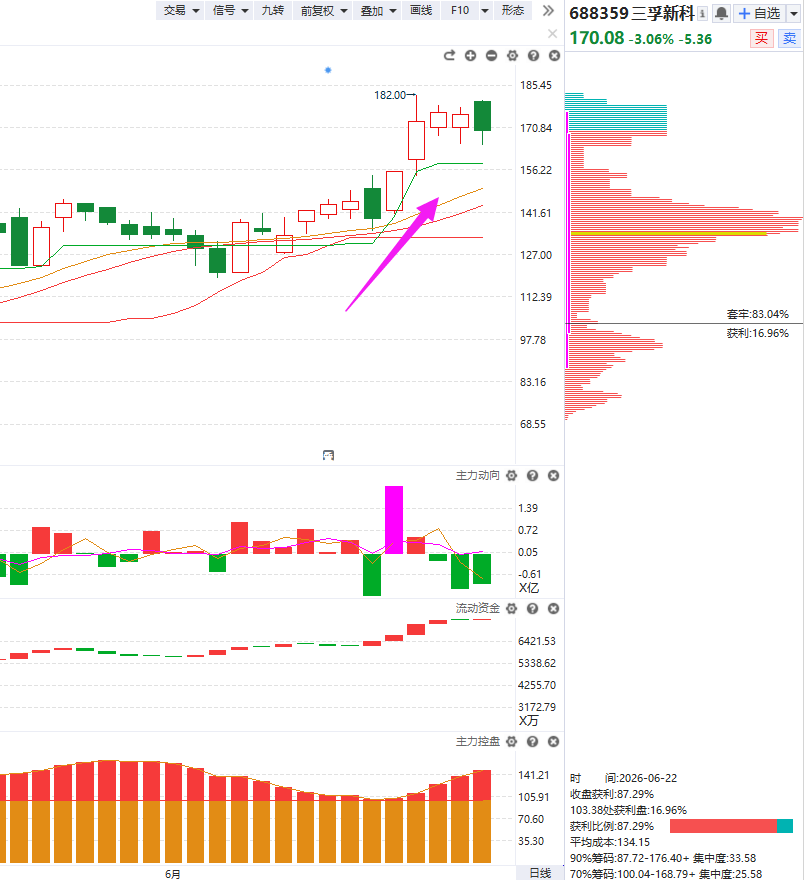 交易 信号 九转 前复权 叠加 画线 F10 形态
688359 三孚新科 自选
170.08 -3.06% -5.36 买 卖
182.00
185.45
170.84
156.22
141.61
127.00
112.39
97.78
83.16
68.55
套牢:83.04%
获利:16.96%
主力动向
1.39
0.72
0.05
-0.61
X亿
流动资金
6421.53
5338.62
4255.70
3172.79
X万
主力控盘
141.21
105.91
70.60
35.30
6月
日线
时 间:2026-06-22
收盘获利:87.29%
103.38处获利盘:16.96%
获利比例:87.29%
平均成本:134.15
90%筹码:87.72-176.40+ 集中度:33.58
70%筹码:100.04-168.79+ 集中度:25.58